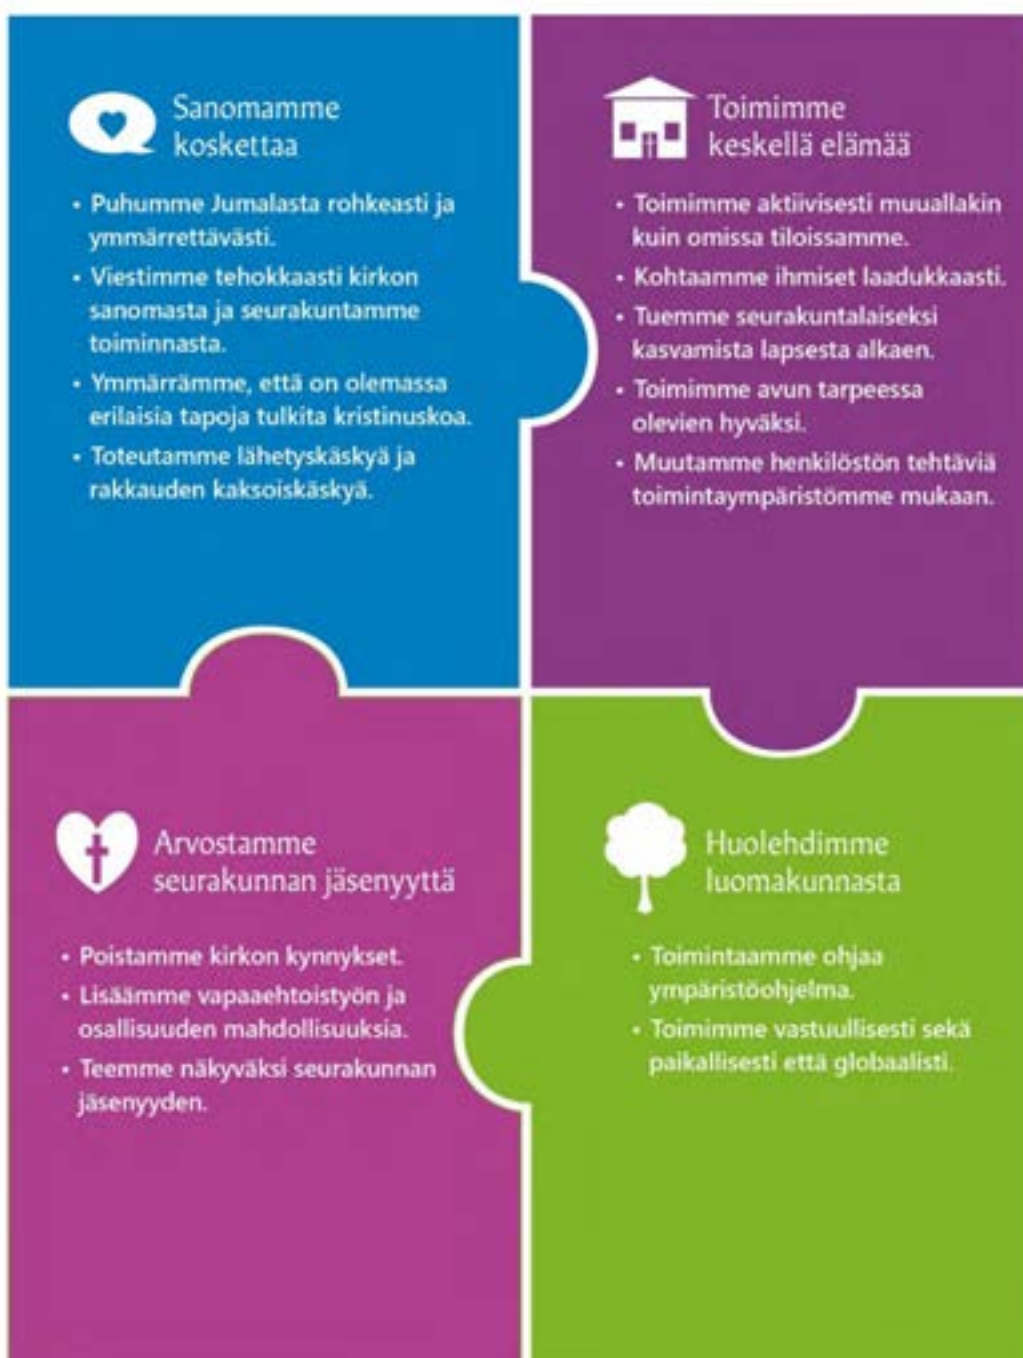 Sanomamme
koskettaa
• Puhumme Jumalasta rohkeasti ja
ymmärrettävästi.
• Viestimme tehokkaasti kirkon
sanomasta ja seurakuntamme
toiminnasta.
• Ymmärrämme, että on olemassa
erilaisia tapoja tulkita kristinuskoa.
• Toteutamme lähetyskäskyä ja
rakkauden kaksoiskäskyä.
Toimimme
keskellä elämää
• Toimimme aktiivisesti muuallakin
kuin omissa tiloissamme.
• Kohtaamme ihmiset laadukkaasti.
• Tuemme seurakuntalaiseksi
kasvamista lapsesta alkaen.
• Toimimme avun tarpeessa
olevien hyväksi.
• Muutamme henkilöstön tehtäviä
toimintaympäristömme mukaan.
Arvostamme
seurakunnan jäsenyyttä
• Poistamme kirkon kynnykset.
• Lisäämme vapaaehtoistyön ja
osallisuuden mahdollisuuksia.
• Teemme näkyväksi seurakunnan
jäsenyyden.
Huolehdimme
luomakunnasta
• Toimintaamme ohjaa
ympäristöohjelma.
• Toimimme vastuullisesti sekä
paikallisesti että globaalisti.